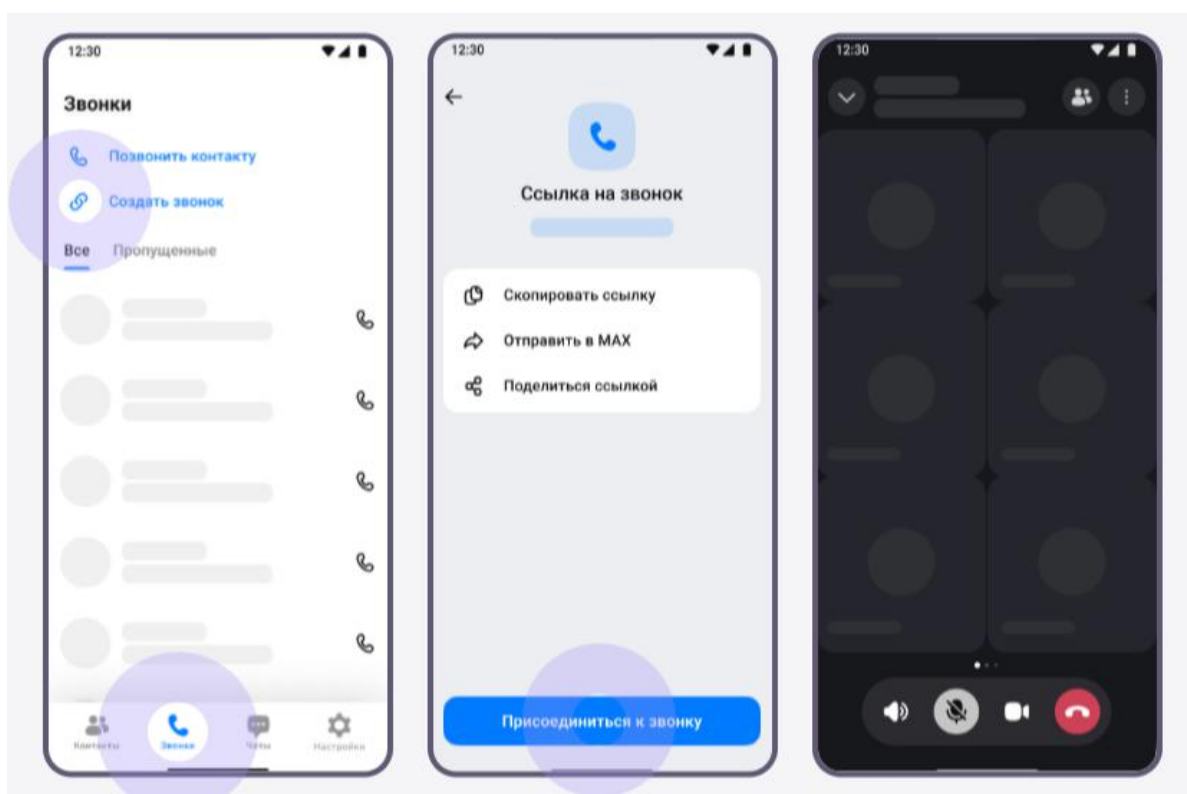 12:30
Звонки
Позвонить контакту
Создать звонок
Все Пропущенные
Контакты Звонки Чаты Настройки
12:30
Ссылка на звонок
Скопировать ссылку
Отправить в MAX
Поделиться ссылкой
Присоединиться к звонку
12:30